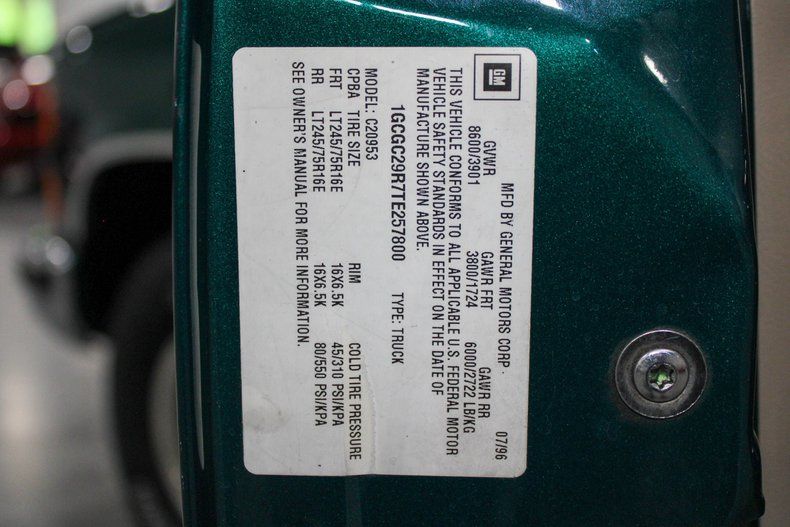 GM
MFD BY GENERAL MOTORS CORP. 07/96
GVWR GAWR FRT GAWR RR
8600/3901 3800/1724 6000/2722 LB/KG
THIS VEHICLE CONFORMS TO ALL APPLICABLE U.S. FEDERAL MOTOR
VEHICLE SAFETY STANDARDS IN EFFECT ON THE DATE OF
MANUFACTURE SHOWN ABOVE.
1GCGC29R7TE257800 TYPE: TRUCK
MODEL: C20953
CPBA TIRE SIZE RIM COLD TIRE PRESSURE
FRT LT245/75R16E 16X6.5K 45/310 PSI/KPA
RR LT245/75R16E 16X6.5K 80/550 PSI/KPA
SEE OWNER'S MANUAL FOR MORE INFORMATION.